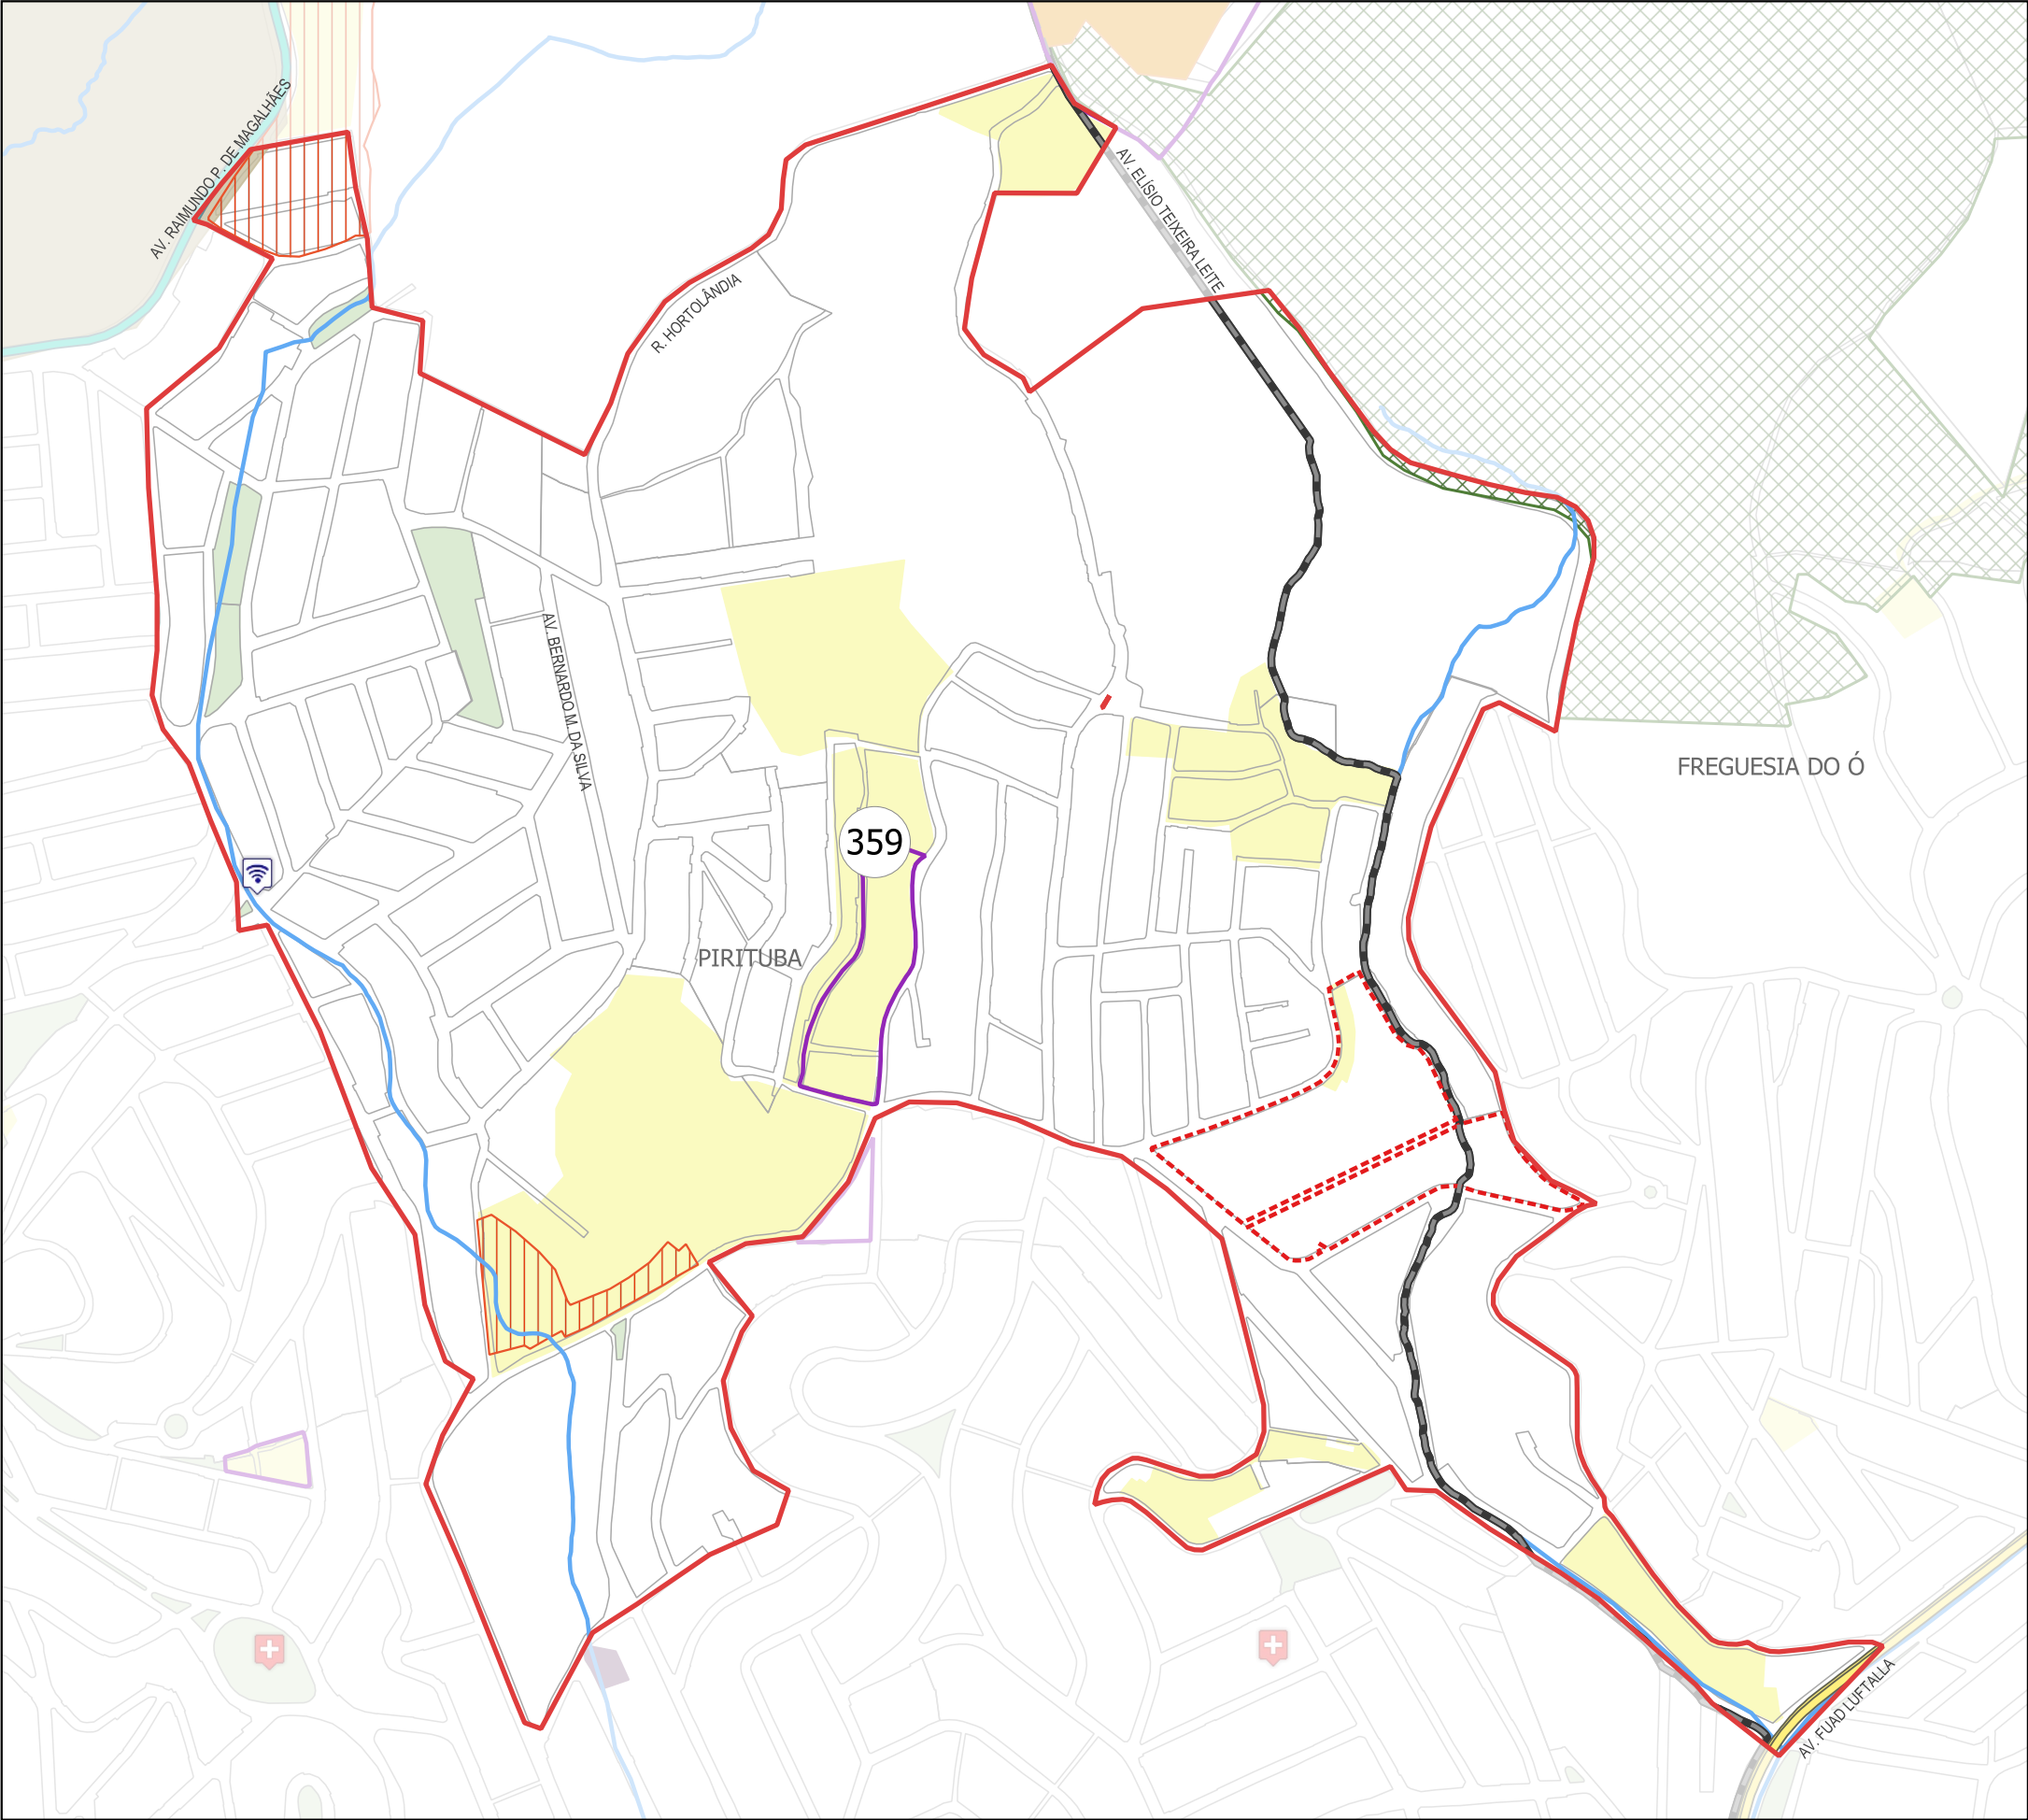 AV. RAIMUNDO P. DE MAGALHÃES
AV. ELÍSIO TEIXEIRA LEITE
R. HORTOLÂNDIA
AV. BERNARDO M. DA SILVA
FREGUESIA DO Ó
359
PIRITUBA
AV. FUAD LUFTALLA